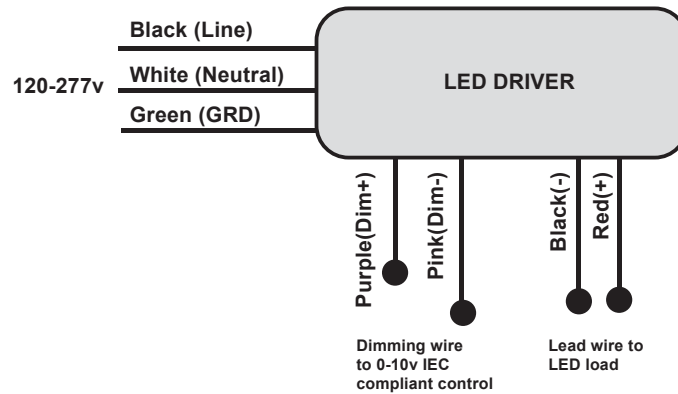 Black (Line)
120-277v
White (Neutral)
Green (GRD)
LED DRIVER
Purple(Dim+)
Pink(Dim-)
Black(-)
Red(+)
Dimming wire
to 0-10v IEC
compliant control
Lead wire to
LED load